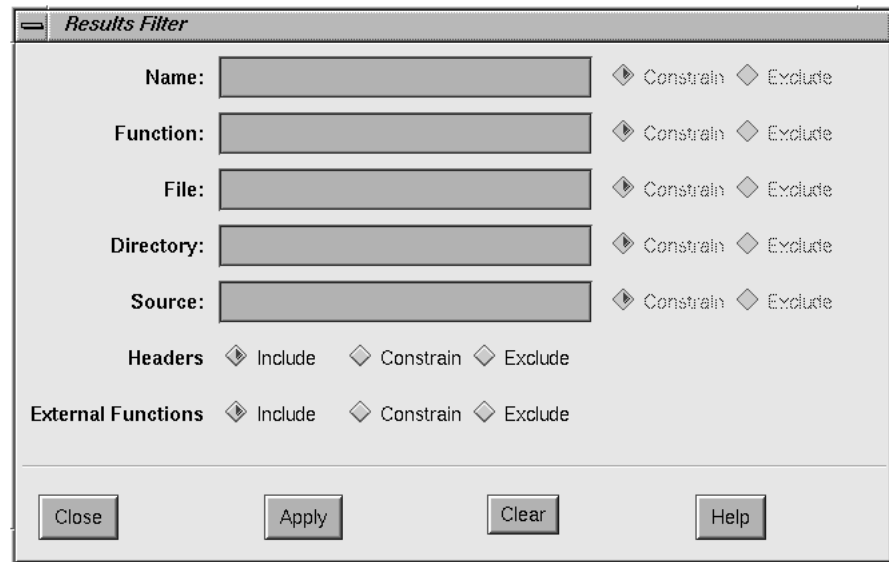 Results Filter
Name: Constrain Exclude
Function: Constrain Exclude
File: Constrain Exclude
Directory: Constrain Exclude
Source: Constrain Exclude
Headers Include Constrain Exclude
External Functions Include Constrain Exclude
Close Apply Clear Help